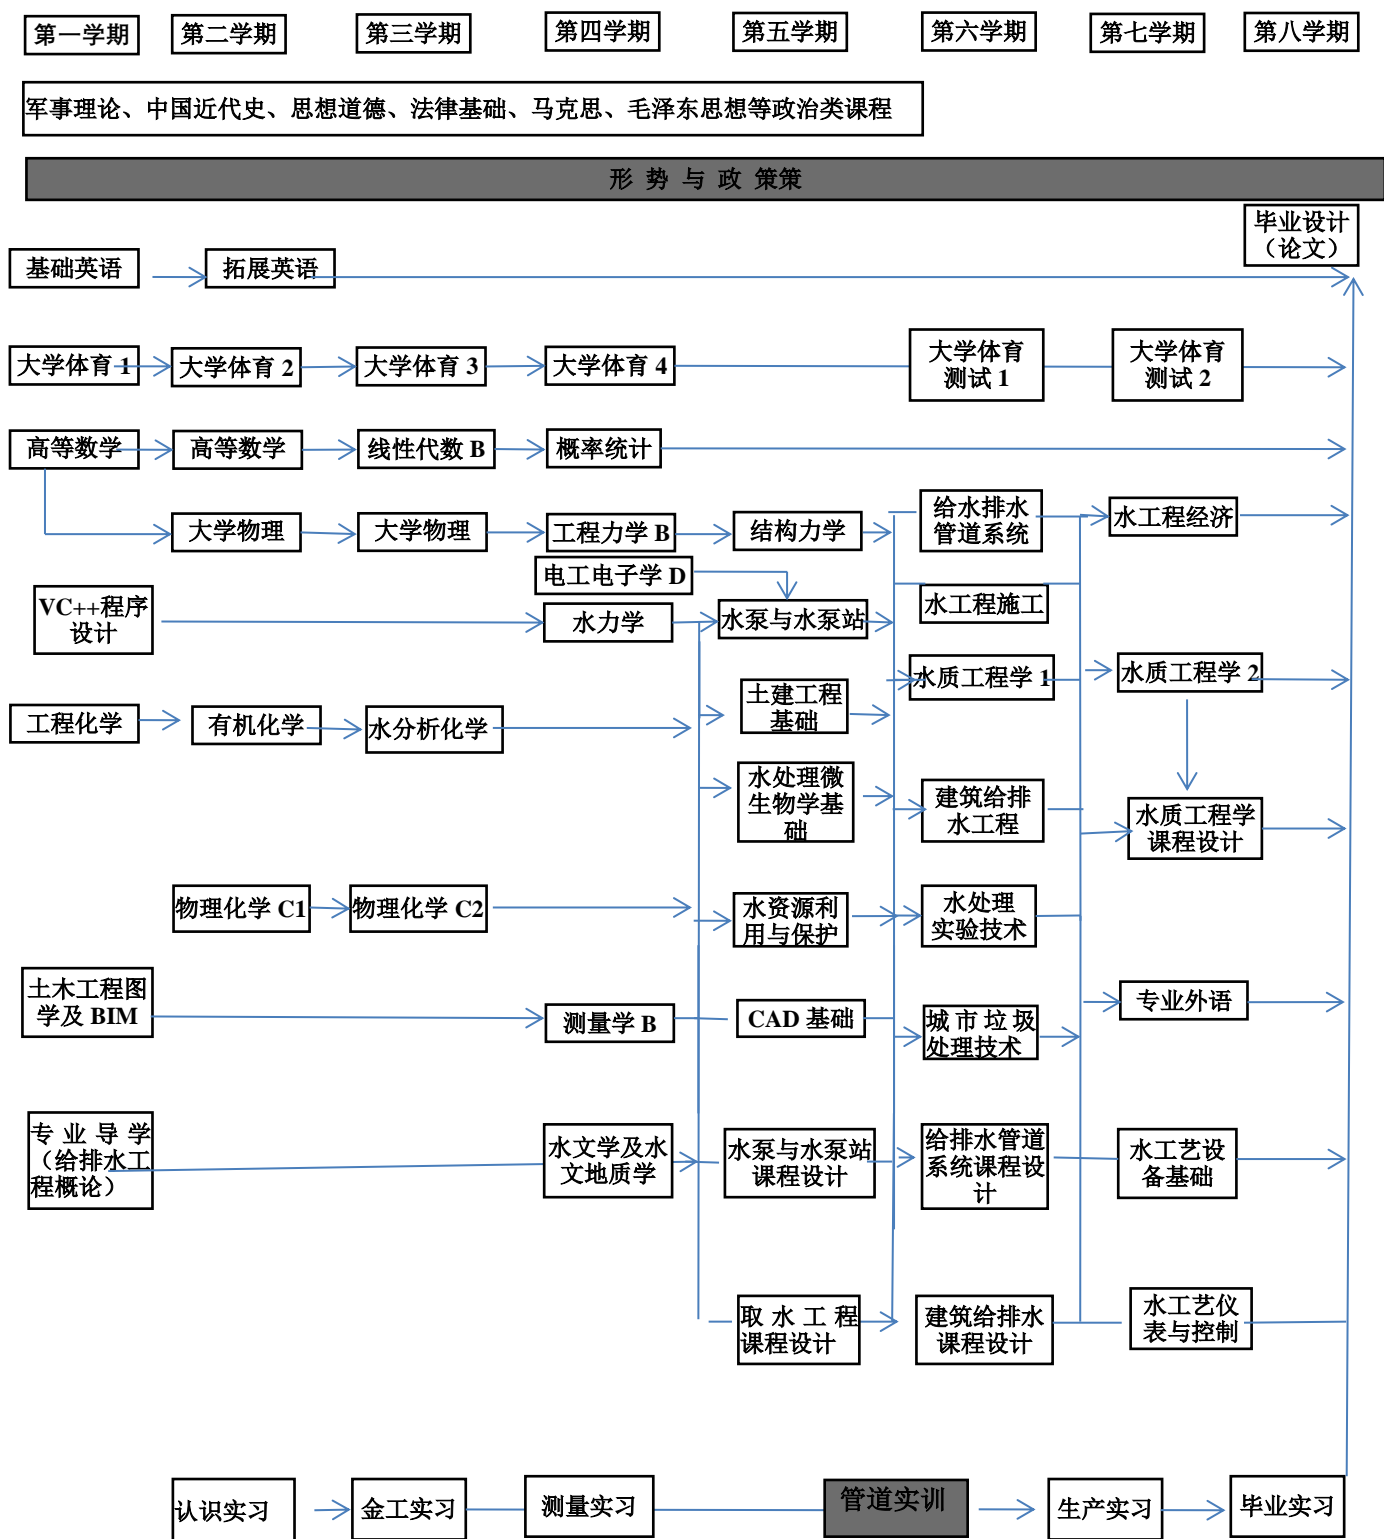 第一学期 第二学期 第三学期 第四学期 第五学期 第六学期 第七学期 第八学期
军事理论、中国近代史、思想道德、法律基础、马克思、毛泽东思想等政治类课程
形 势 与 政 策策
毕业设计
（论文）
基础英语 拓展英语
大学体育 1 大学体育 2 大学体育 3 大学体育 4
大学体育
测试 1
大学体育
测试 2
高等数学 高等数学 线性代数 B 概率统计
大学物理 大学物理 工程力学 B 结构力学
给水排水
管道系统
水工程经济
电工电子学 D
VC++程序
设计
水力学 水泵与水泵站
水工程施工
土建工程
基础
水质工程学 1 水质工程学 2
工程化学 有机化学 水分析化学
水处理微
生物学基
础
建筑给排
水工程
水质工程学
课程设计
物理化学 C1 物理化学 C2
水资源利
用与保护
水处理
实验技术
土木工程图
学及 BIM
测量学 B CAD 基础
城市垃圾
处理技术
专业外语
专业导学
（给排水工
程概论）
水文学及水
文地质学
水泵与水泵站
课程设计
给排水管道
系统课程设
计
水工艺设
备基础
取水工程
课程设计
建筑给排水
课程设计
水工艺仪
表与控制
认识实习 金工实习 测量实习 管道实训 生产实习 毕业实习